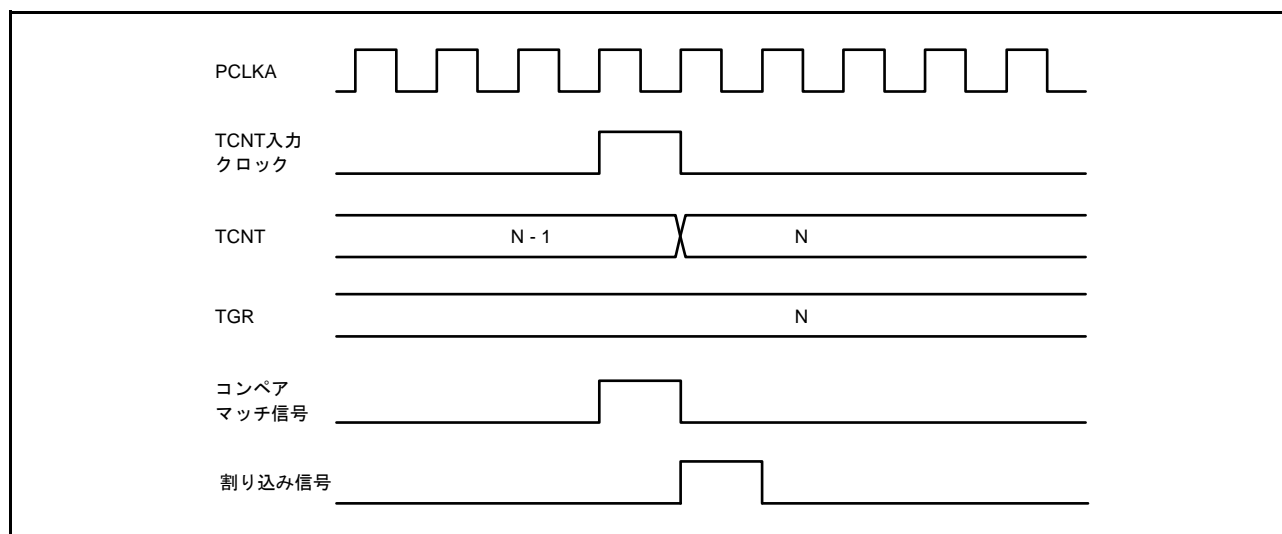 PCLKA
TCNT入力
クロック
TCNT
N - 1
N
TGR
N
コンペア
マッチ信号
割り込み信号